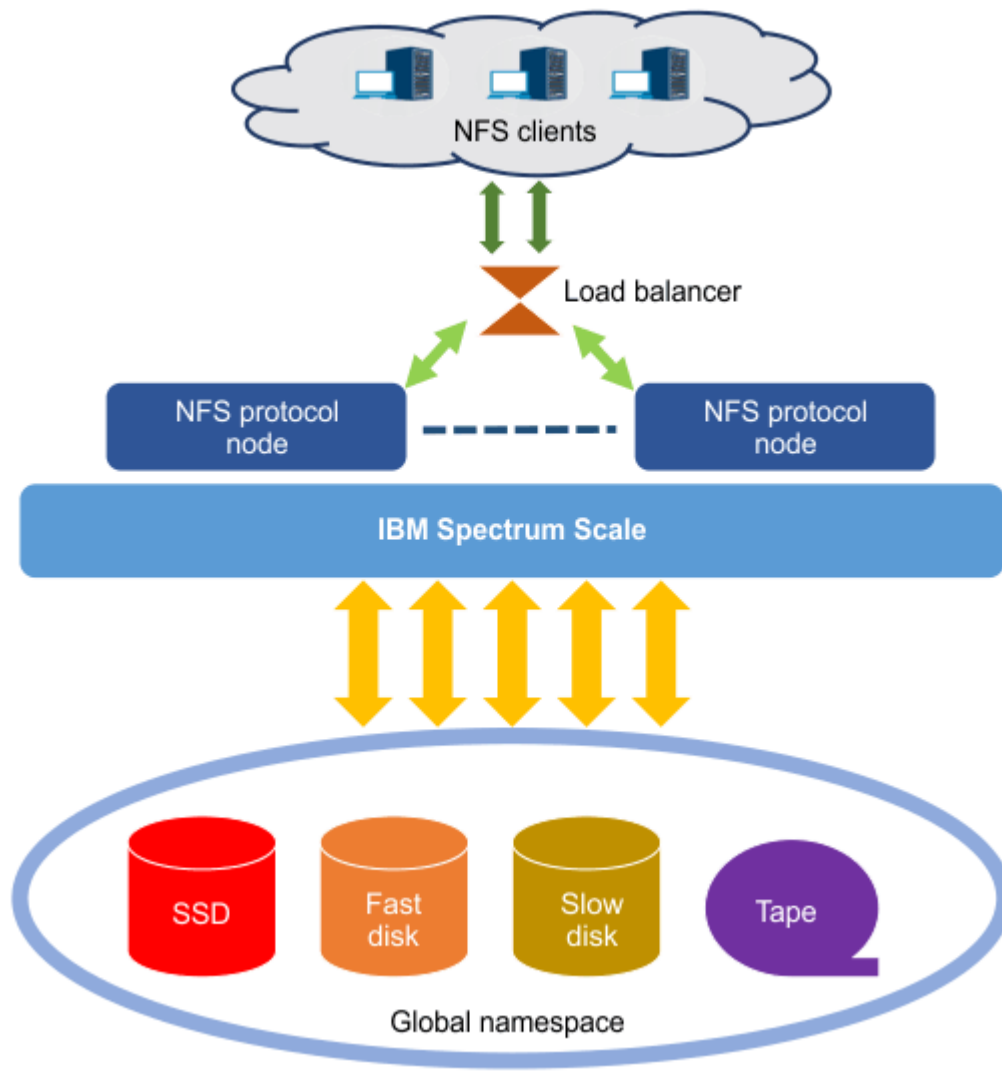 NFS clients
Load balancer
NFS protocol
node
NFS protocol
node
IBM Spectrum Scale
SSD
Fast
disk
Slow
disk
Tape
Global namespace